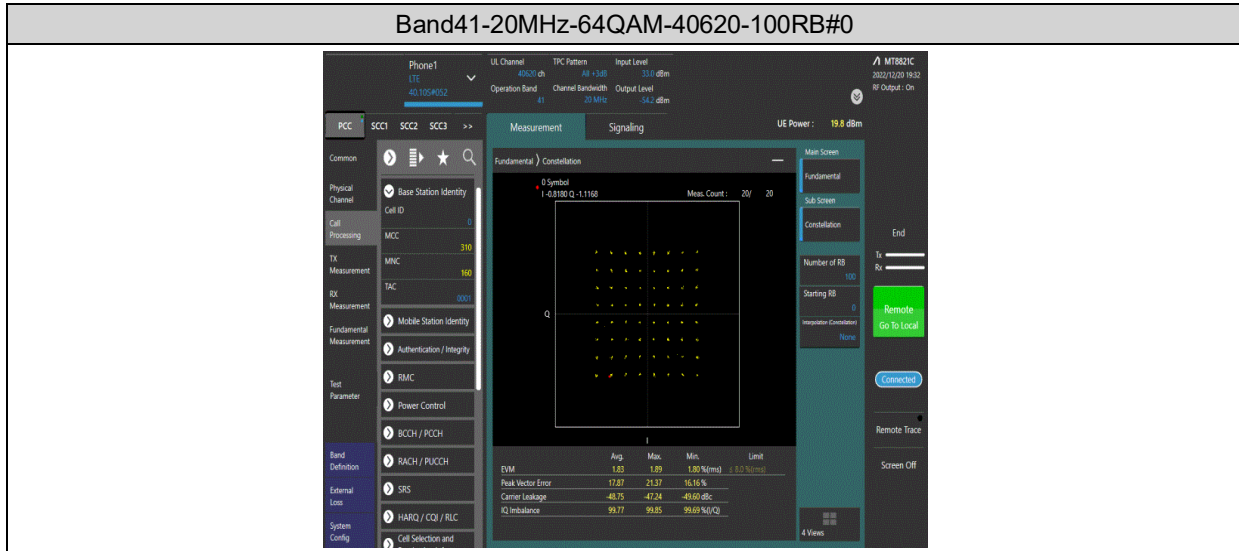 Band41-20MHz-64QAM-40620-100RB#0
Phone1
LTE
40.10S#052
UL Channel TPC Pattern Input Level
40620 ch All +3dB 33.0 dBm
Operation Band Channel Bandwidth Output Level
41 20 MHz -54.2 dBm
MT8821C
2022/12/20 19:32
RF Output : On
PCC SCC1 SCC2 SCC3 >>
Measurement Signaling
UE Power : 19.8 dBm
Common
Physical
Channel
Call
Processing
TX
Measurement
RX
Measurement
Fundamental
Measurement
Test
Parameter
Band
Definition
External
Loss
System
Config
Base Station Identity
Cell ID
0
MCC
310
MNC
160
TAC
0001
Mobile Station Identity
Authentication / Integrity
RMC
Power Control
BCCH / PCCH
RACH / PUCCH
SRS
HARQ / CQI / RLC
Cell Selection and
Fundamental Constellation
0 Symbol
I -0.8180 Q -1.1168
Meas. Count : 20/ 20
Q
I
Avg. Max. Min. Limit
EVM 1.83 1.89 1.80 %(rms) ≤ 8.0 %(rms)
Peak Vector Error 17.87 21.37 16.16 %
Carrier Leakage -48.75 -47.24 -49.60 dBc
IQ Imbalance 99.77 99.85 99.69 %(I/Q)
Main Screen
Fundamental
Sub Screen
Constellation
Number of RB
100
Starting RB
0
Interpolation (Constellation)
None
4 Views
End
Tx
Rx
Remote
Go To Local
Connected
Remote Trace
Screen Off